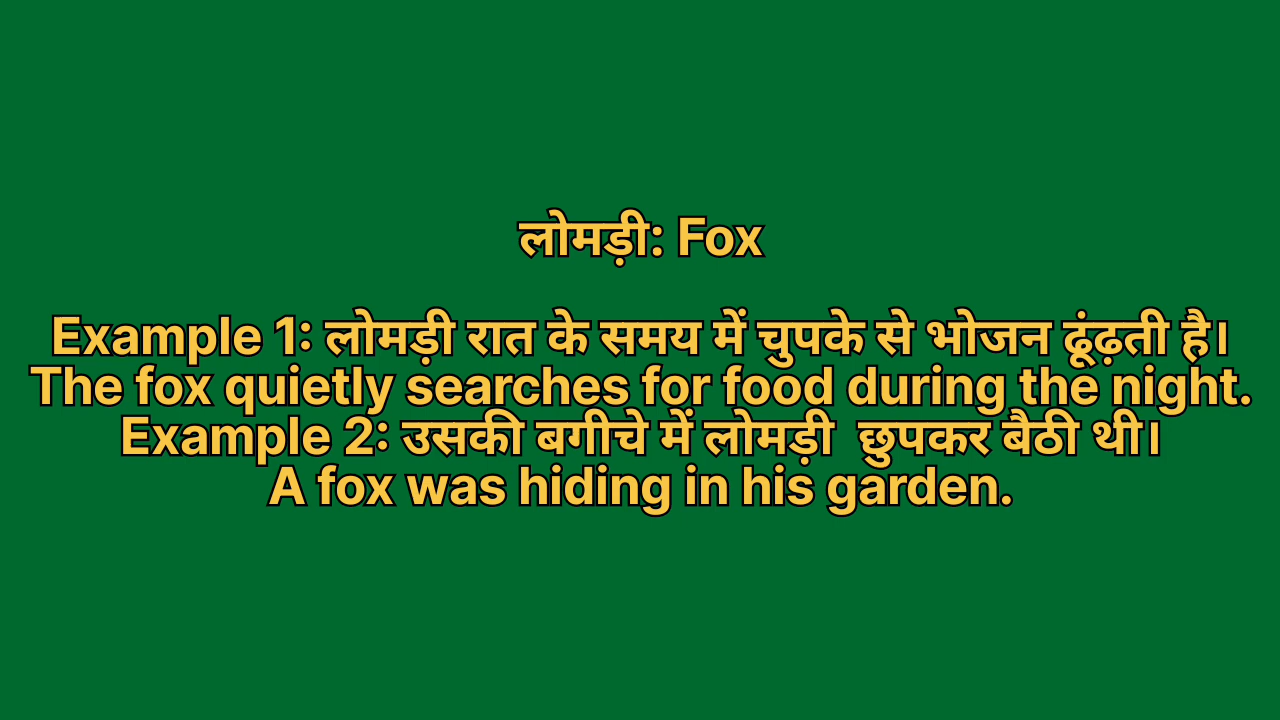 लोमड़ी: Fox
Example 1: लोमड़ी रात के समय में चुपके से भोजन ढूंढ़ती है।
The fox quietly searches for food during the night.
Example 2: उसकी बगीचे में लोमड़ी  छुपकर बैठी थी।
A fox was hiding in his garden.